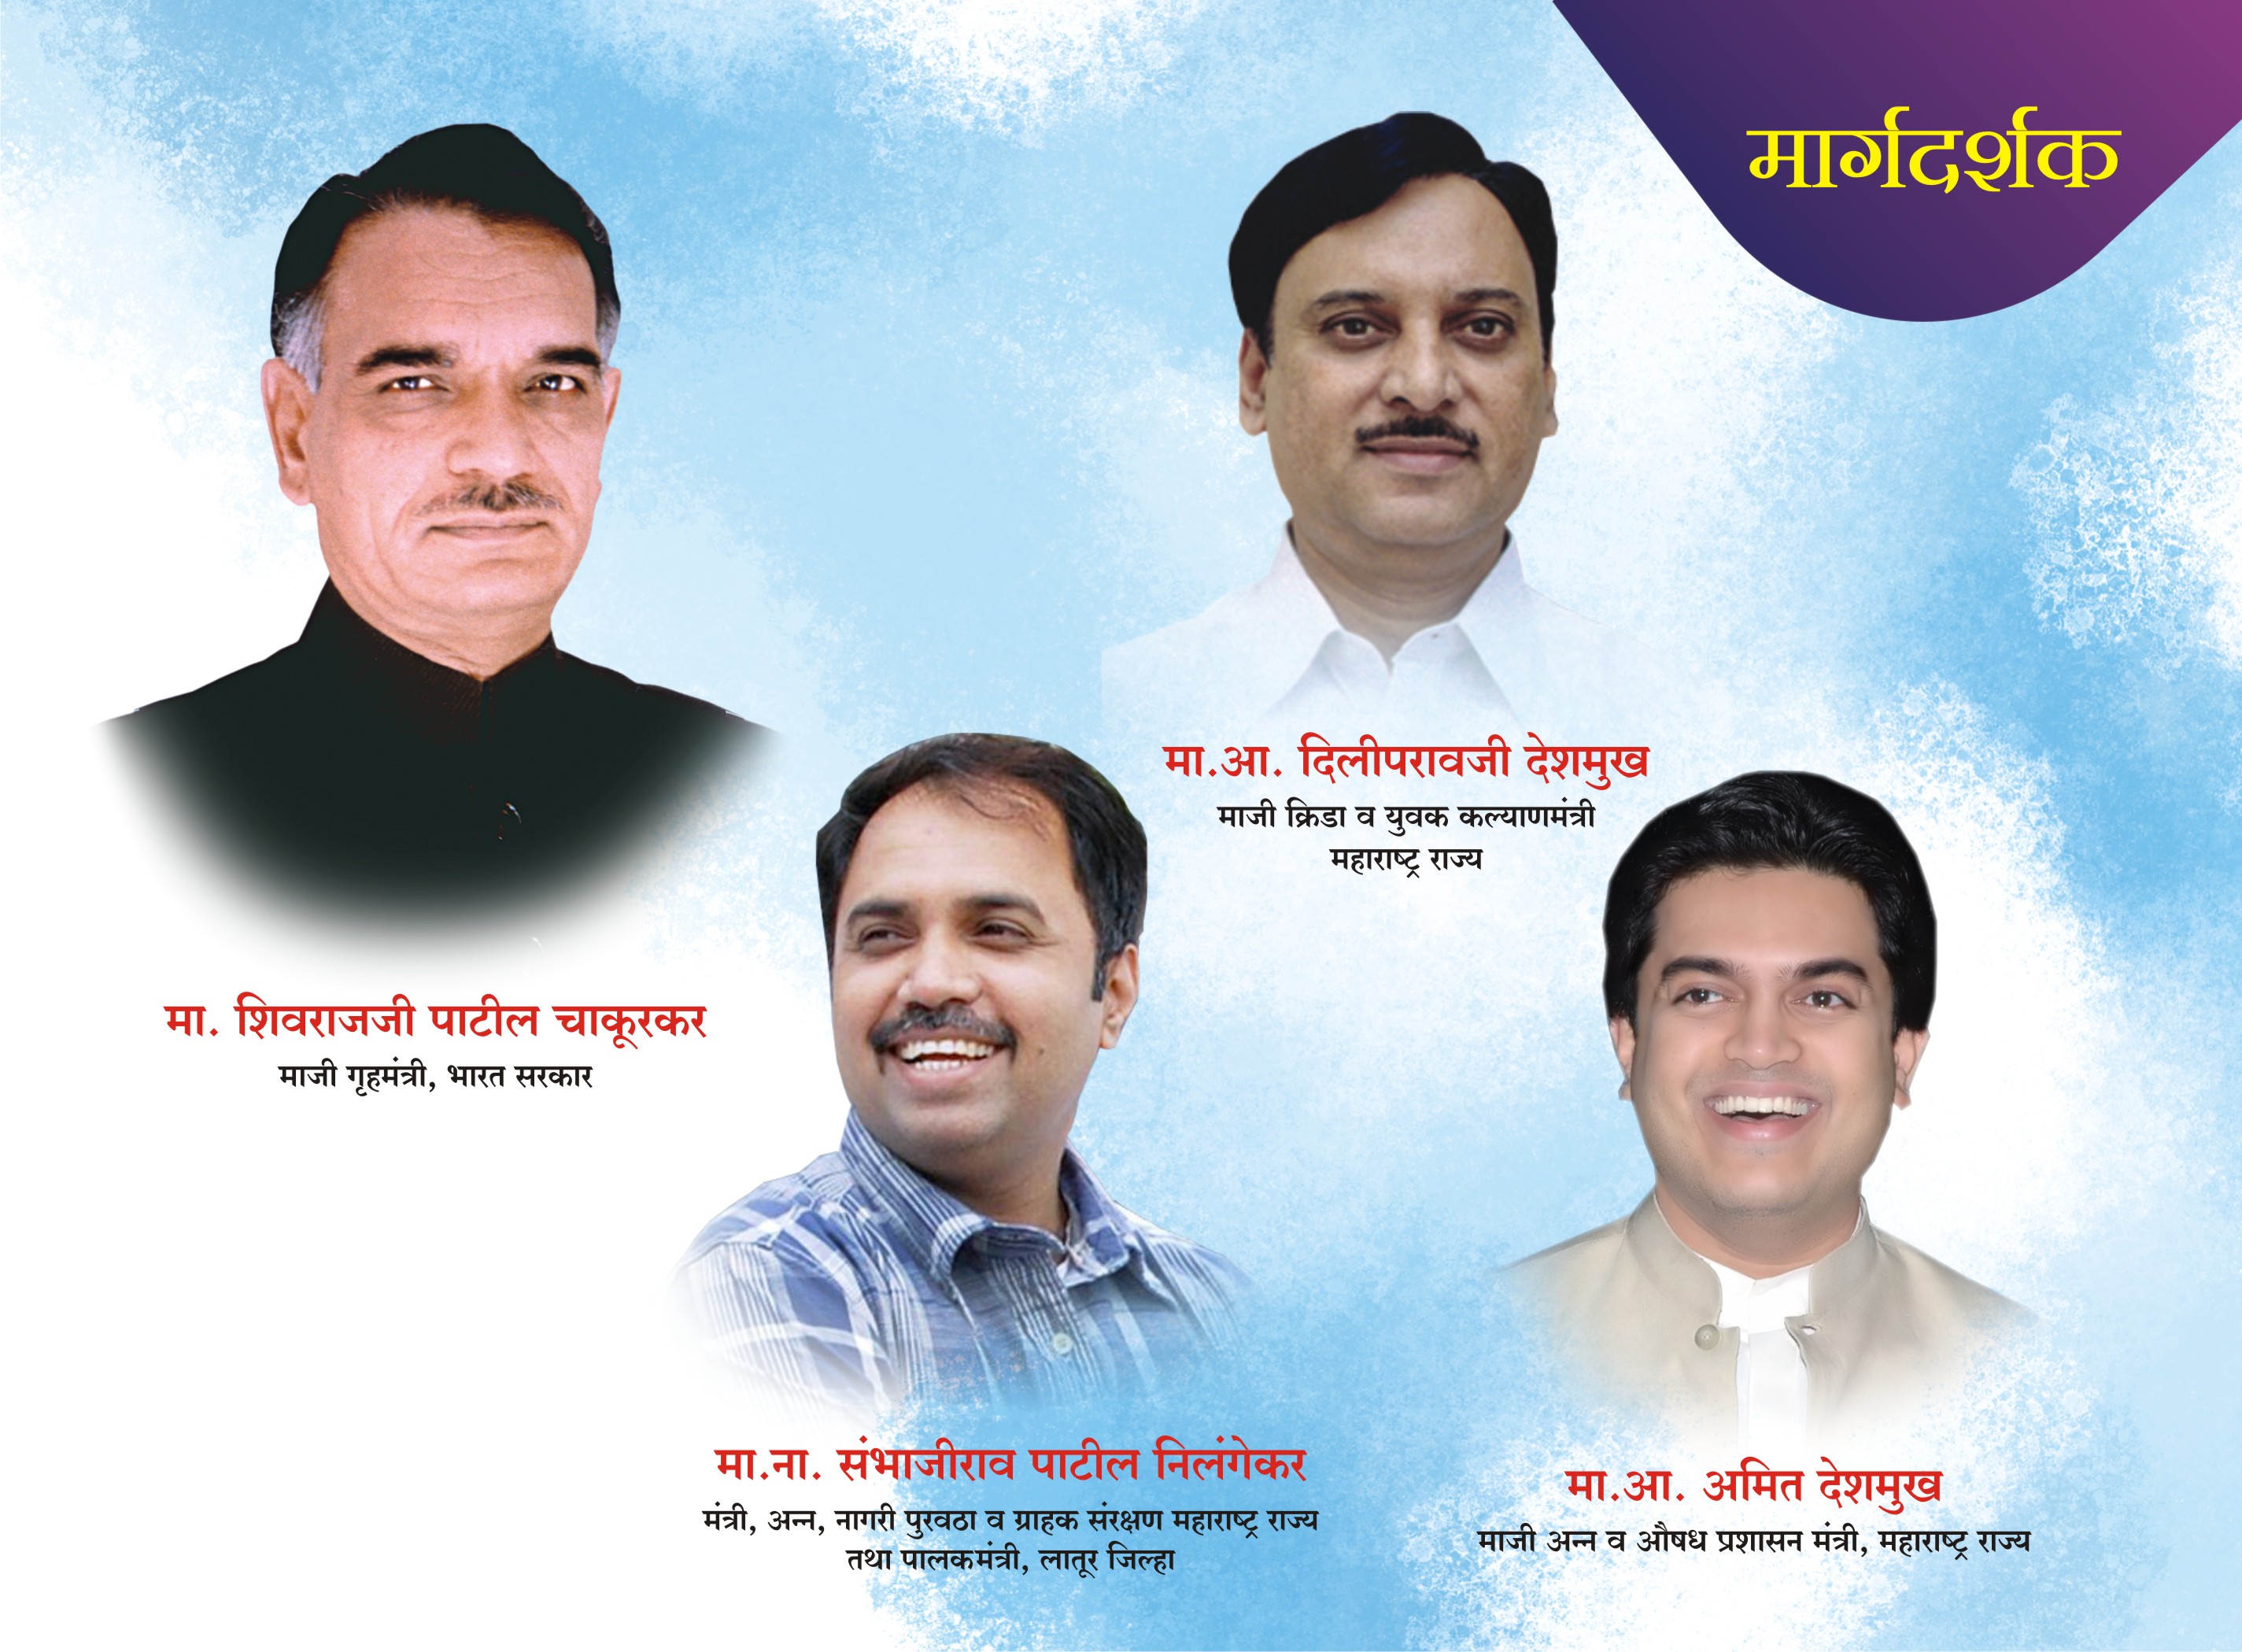 मार्गदर्शक
मा. शिवराजजी पाटील चाकूरकर
माजी गृहमंत्री, भारत सरकार
मा.आ. दिलीपरावजी देशमुख
माजी क्रिडा व युवक कल्याणमंत्री
महाराष्ट्र राज्य
मा.ना. संभाजीराव पाटील निलंगेकर
मंत्री, अन्न, नागरी पुरवठा व ग्राहक संरक्षण महाराष्ट्र राज्य
तथा पालकमंत्री, लातूर जिल्हा
मा.आ. अमित देशमुख
माजी अन्न व औषध प्रशासन मंत्री, महाराष्ट्र राज्य